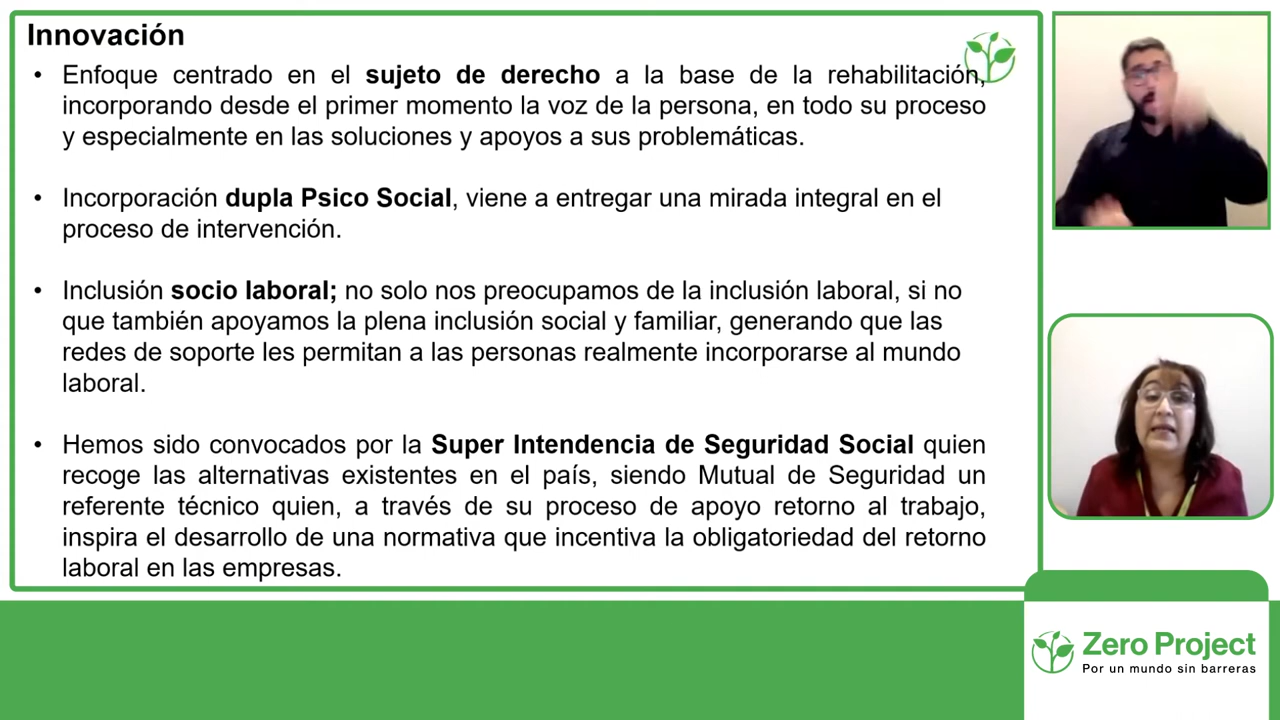 Innovación
• Enfoque centrado en el sujeto de derecho a la base de la rehabilitación,
incorporando desde el primer momento la voz de la persona, en todo su proceso
y especialmente en las soluciones y apoyos a sus problemáticas.
• Incorporación dupla Psico Social, viene a entregar una mirada integral en el
proceso de intervención.
• Inclusión socio laboral; no solo nos preocupamos de la inclusión laboral, si no
que también apoyamos la plena inclusión social y familiar, generando que las
redes de soporte les permitan a las personas realmente incorporarse al mundo
laboral.
• Hemos sido convocados por la Super Intendencia de Seguridad Social quien
recoge las alternativas existentes en el país, siendo Mutual de Seguridad un
referente técnico quien, a través de su proceso de apoyo retorno al trabajo,
inspira el desarrollo de una normativa que incentiva la obligatoriedad del retorno
laboral en las empresas.
Zero Project
Por un mundo sin barreras